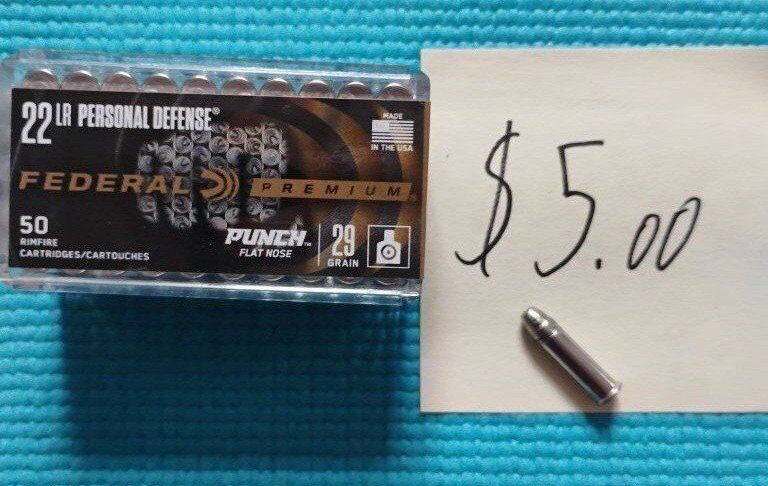 22 LR PERSONAL DEFENSE®
MADE
IN THE USA
FEDERAL PREMIUM
50
RIMFIRE
CARTRIDGES/CARTOUCHES
PUNCH™
FLAT NOSE
29
GRAIN
$5.00